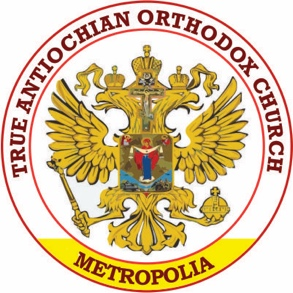 TRUE ANTIOCHIAN ORTHODOX CHURCH
METROPOLIA